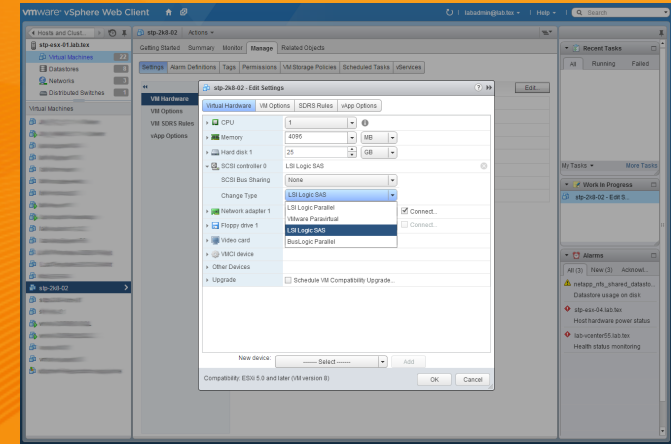 vmware® vSphere Web Client
labadmin@lab.tex
Help
Search
Hosts and Clust...
stp-esx-01.lab.tex
Virtual Machines 22
Datastores
Networks
Distributed Switches
Virtual Machines
stp-2k8-02
stp-2k8-02 Actions
Getting Started Summary Monitor Manage Related Objects
Settings Alarm Definitions Tags Permissions VM Storage Policies Scheduled Tasks vServices
VM Hardware
VM Options
VM SDRS Rules
vApp Options
Edit...
stp-2k8-02 - Edit Settings
Virtual Hardware VM Options SDRS Rules vApp Options
CPU 1
Memory 4095 MB
Hard disk 1 25 GB
SCSI controller 0 LSI Logic SAS
SCSI Bus Sharing None
Change Type LSI Logic SAS
LSI Logic Parallel
VMware Paravirtual
LSI Logic SAS
BusLogic Parallel
Network adapter 1 Connect...
Floppy drive 1 Connect...
Video card
VMCI device
Other Devices
Upgrade Schedule VM Compatibility Upgrade...
New device: ------- Select ------- Add
Compatibility: ESXi 5.0 and later (VM version 8) OK Cancel
Recent Tasks
All Running Failed
My Tasks More Tasks
Work In Progress
stp-2k8-02 - Edit S...
Alarms
All (3) New (3) Acknowl...
netapp_nfs_shared_datasto...
Datastore usage on disk
stp-esx-04.lab.tex
Host hardware power status
lab-vcenter55.lab.tex
Health status monitoring